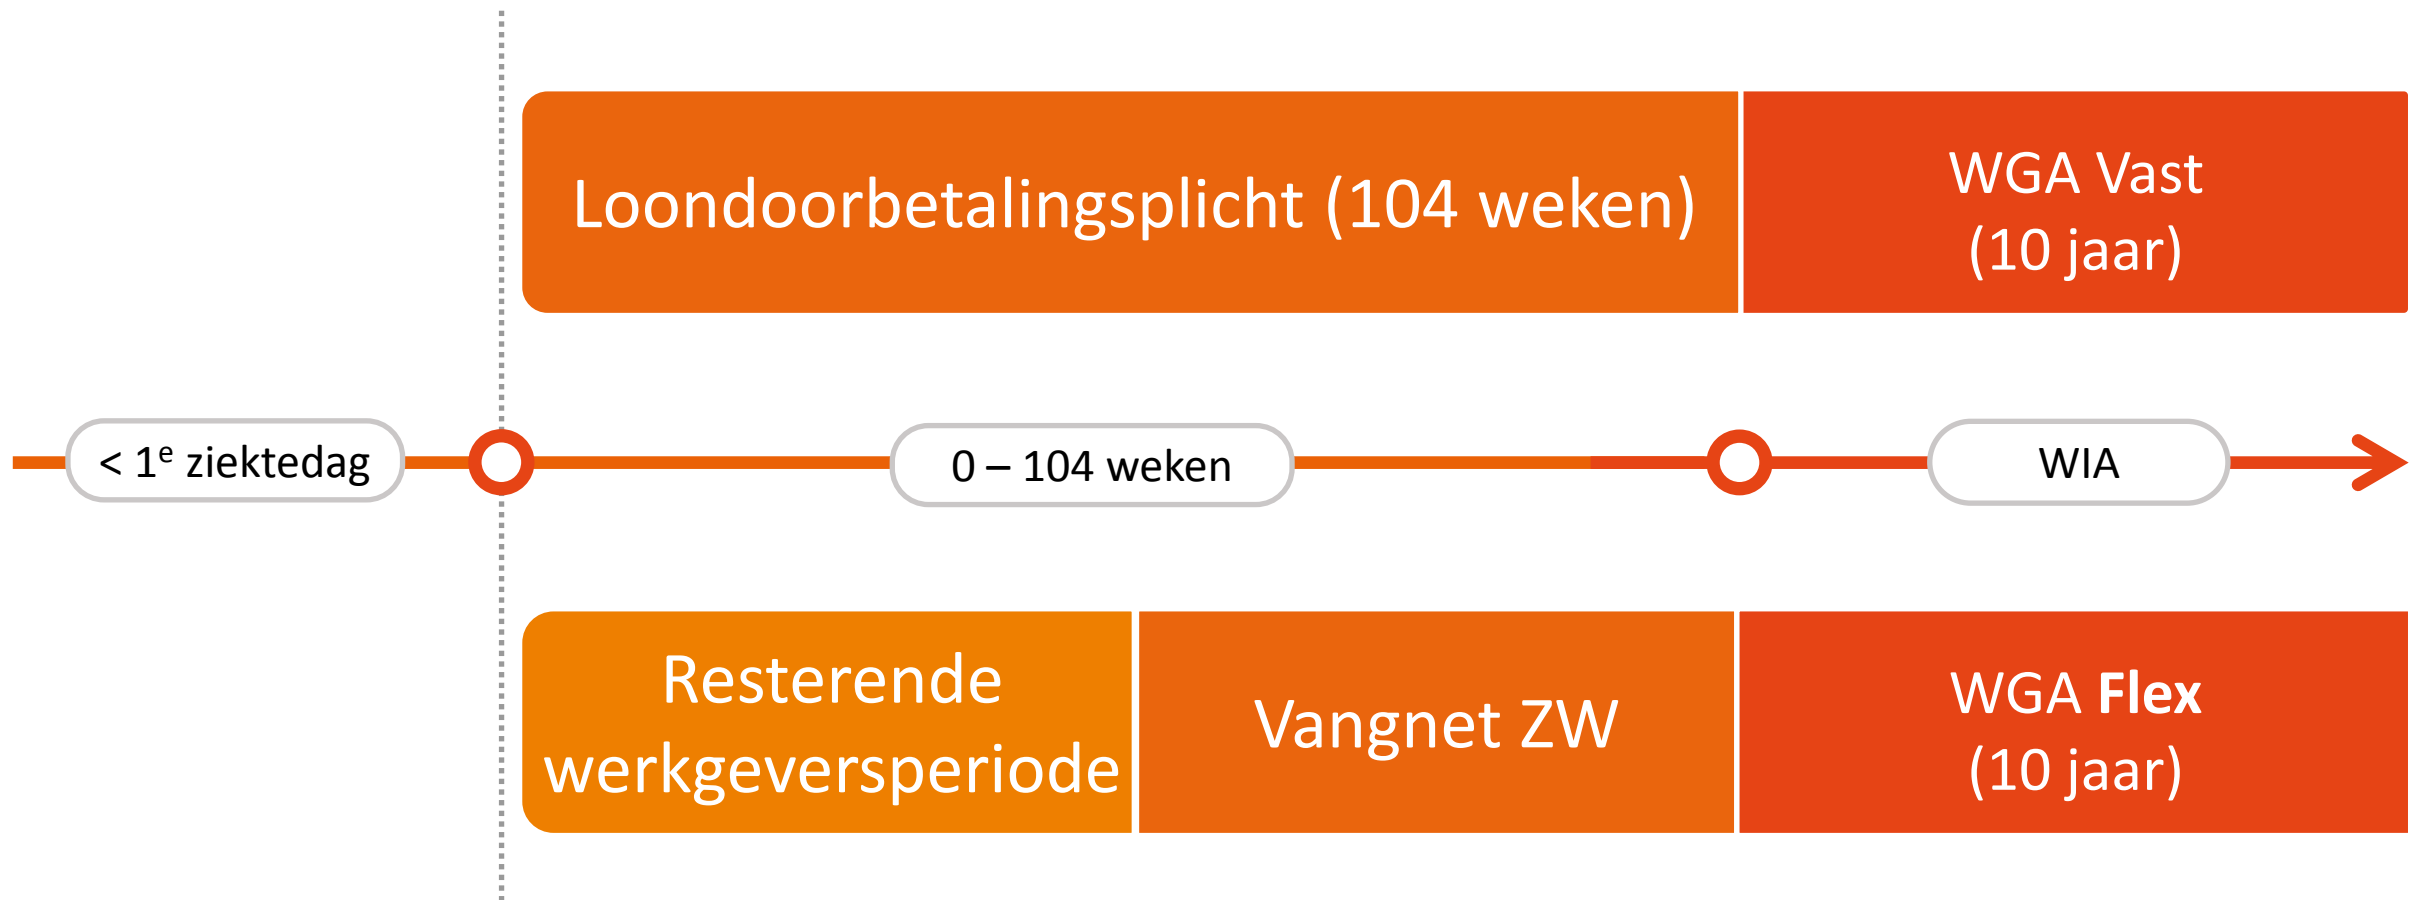 Loondoorbetalingsplicht (104 weken)
WGA Vast
(10 jaar)
< 1e ziektedag
0 – 104 weken
WIA
Resterende
werkgeversperiode
Vangnet ZW
WGA Flex
(10 jaar)